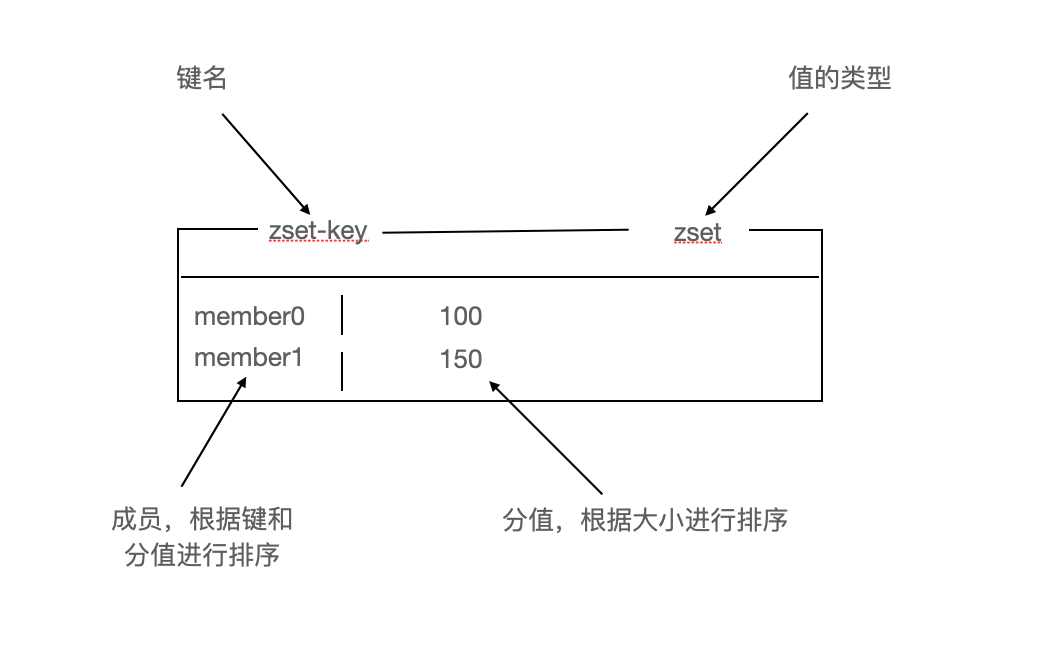 键名
值的类型
zset-key
zset
member0
100
member1
150
成员，根据键和
分值进行排序
分值，根据大小进行排序